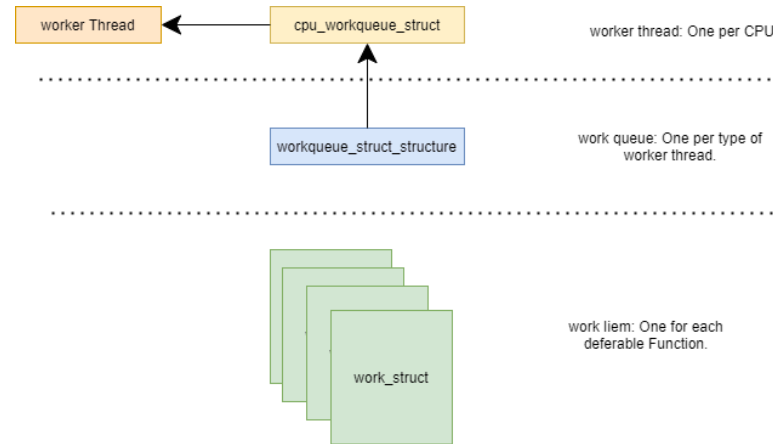 worker Thread
cpu_workqueue_struct
worker thread: One per CPU
workqueue_struct_structure
work queue: One per type of
worker thread.
work liem: One for each
deferable Function.
work_struct